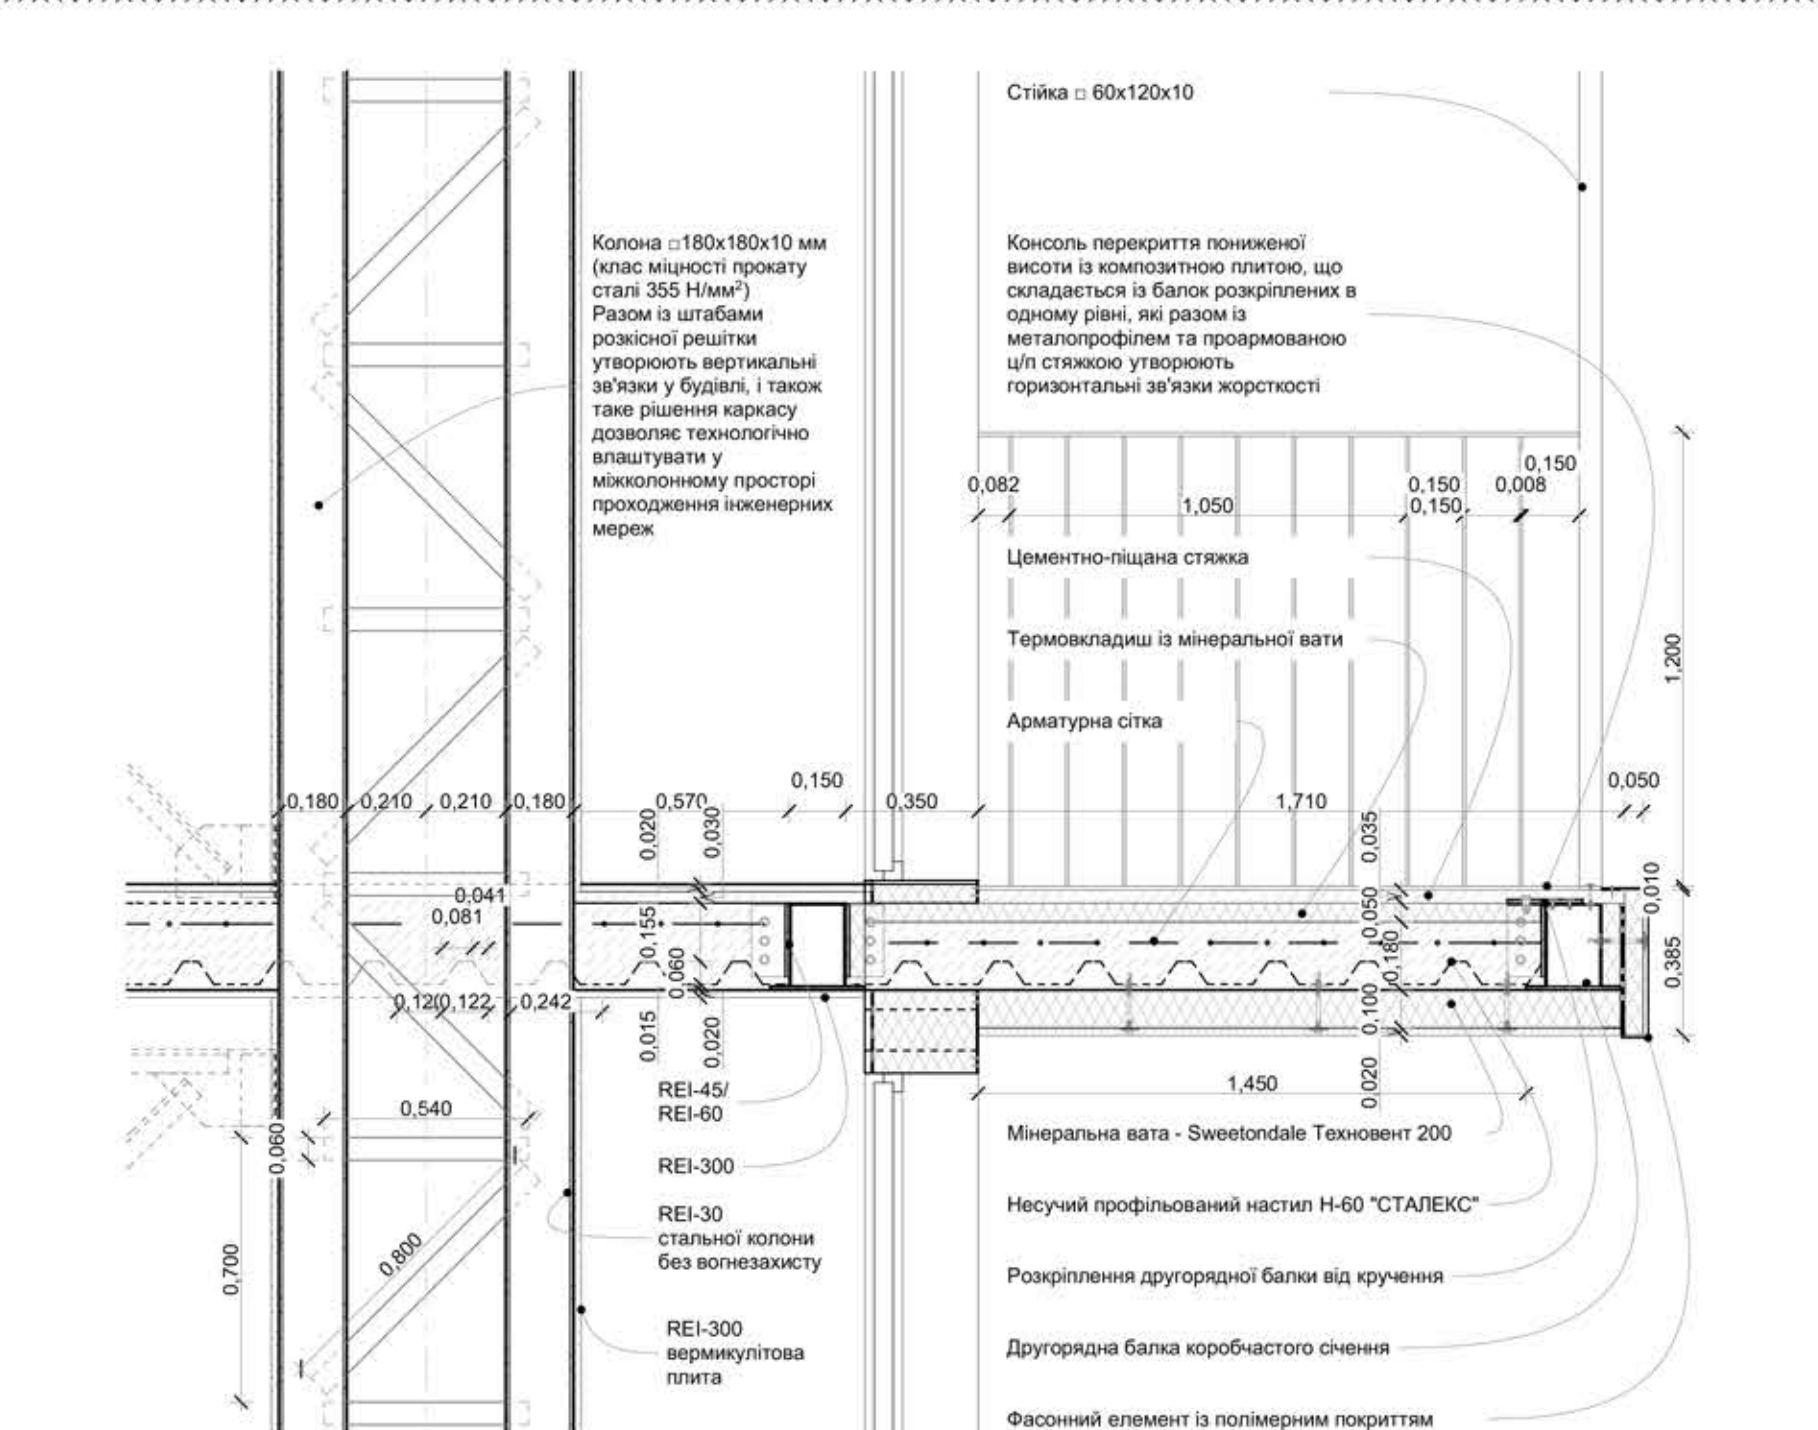 Стійка □ 60х120х10
Колона □180х180х10 мм
(клас міцності прокату
сталі 355 Н/мм²)
Разом із штабами
розкісної решітки
утворюють вертикальні
зв'язки у будівлі, і також
таке рішення каркасу
дозволяє технологічно
влаштувати у
міжколонному просторі
проходження інженерних
мереж
Консоль перекриття пониженої
висоти із композитною плитою, що
складається із балок розкріплених в
одному рівні, які разом із
металопрофілем та проармованою
ц/п стяжкою утворюють
горизонтальні зв'язки жорсткості
0,150
0,082
0,150
0,008
1,050
0,150
Цементно-піщана стяжка
Термовкладиш із мінеральної вати
Арматурна сітка
1,200
0,150
0,050
0,180
0,210
0,210
0,180
0,570
0,350
1,710
0,020
0,030
0,035
0,041
0,081
0,155
0,060
0,050
0,180
0,100
0,010
0,385
0,120
0,122
0,242
0,015
0,020
0,020
1,450
0,540
0,060
0,700
0,800
REI-45/
REI-60
REI-300
REI-30
стальної колони
без вогнезахисту
REI-300
вермикулітова
плита
Мінеральна вата - Sweetondale Техновент 200
Несучий профільований настил Н-60 "СТАЛЕКС"
Розкріплення другорядної балки від кручення
Другорядна балка коробчастого січення
Фасонний елемент із полімерним покриттям